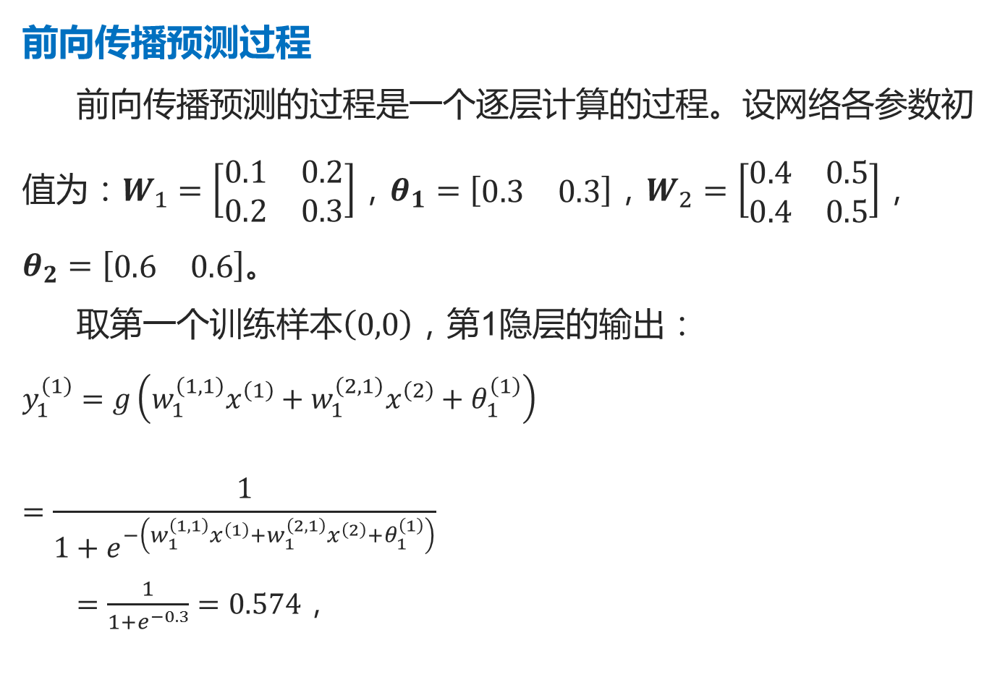 前向传播预测过程
前向传播预测的过程是一个逐层计算的过程。设网络各参数初
值为：$\boldsymbol{W}_1 = \begin{bmatrix} 0.1 & 0.2 \\ 0.2 & 0.3 \end{bmatrix}$，$\boldsymbol{\theta_1} = [0.3 \quad 0.3]$，$\boldsymbol{W}_2 = \begin{bmatrix} 0.4 & 0.5 \\ 0.4 & 0.5 \end{bmatrix}$，
$\boldsymbol{\theta_2} = [0.6 \quad 0.6]$。
取第一个训练样本$(0,0)$，第1隐层的输出：
$y_1^{(1)} = g\left(w_1^{(1,1)}x^{(1)} + w_1^{(2,1)}x^{(2)} + \theta_1^{(1)}\right)$
$= \frac{1}{1+e^{-\left(w_1^{(1,1)}x^{(1)}+w_1^{(2,1)}x^{(2)}+\theta_1^{(1)}\right)}}$
$= \frac{1}{1+e^{-0.3}} = 0.574$，